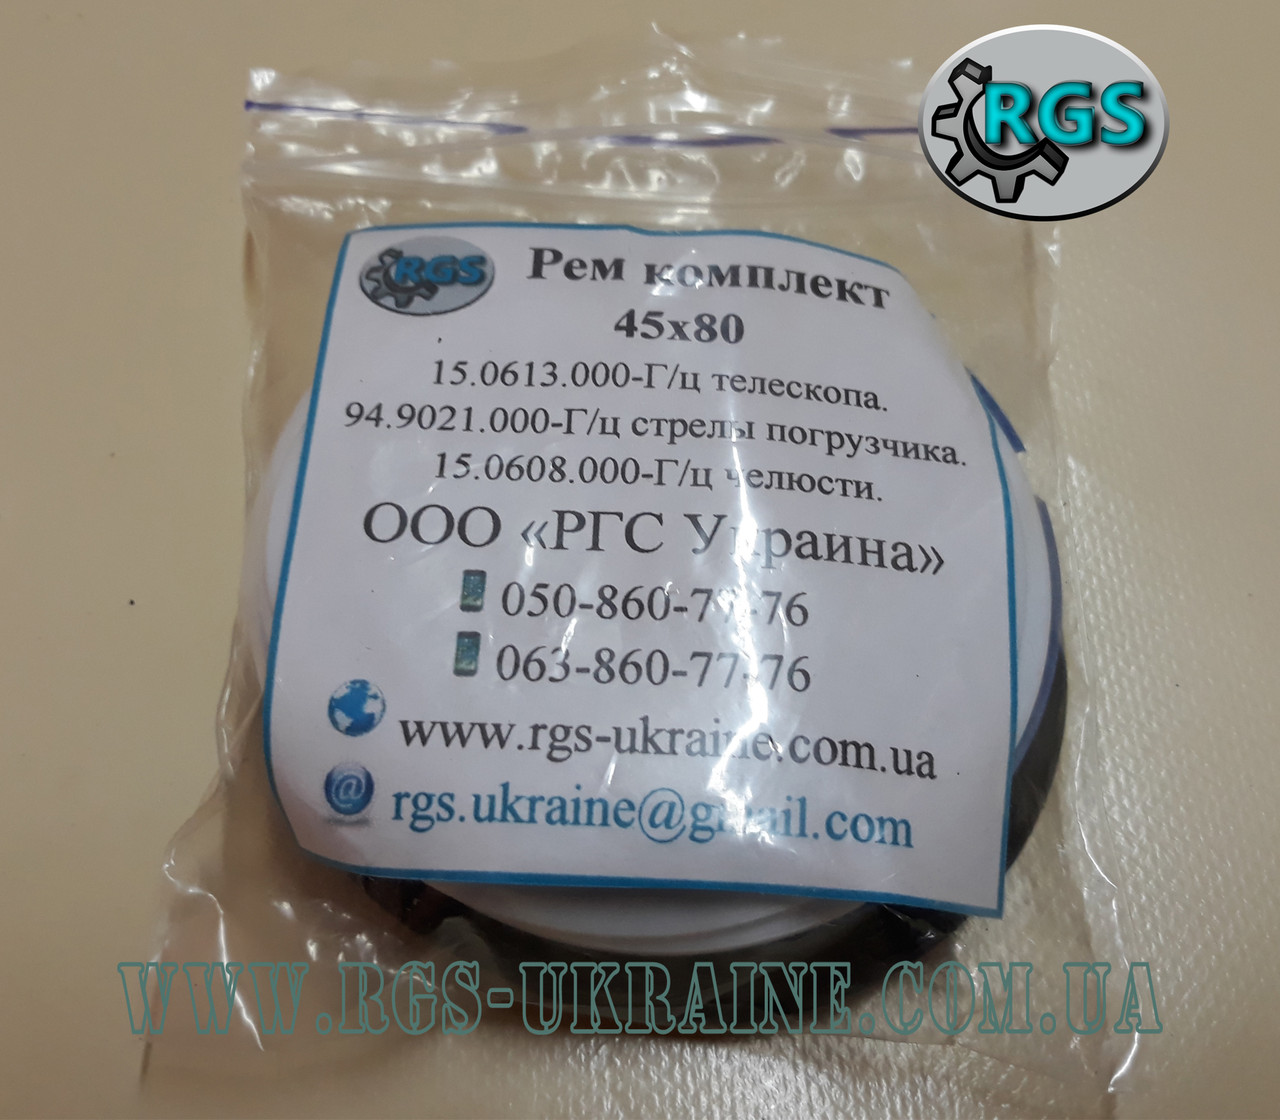 RGS
RGS
Рем комплект
45х80
15.0613.000-Г/ц телескопа.
94.9021.000-Г/ц стрелы погрузчика.
15.0608.000-Г/ц челюсти.
ООО «РГС Украина»
050-860-77-76
063-860-77-76
www.rgs-ukraine.com.ua
@ rgs.ukraine@gmail.com
WWW.RGS-UKRAINE.COM.UA